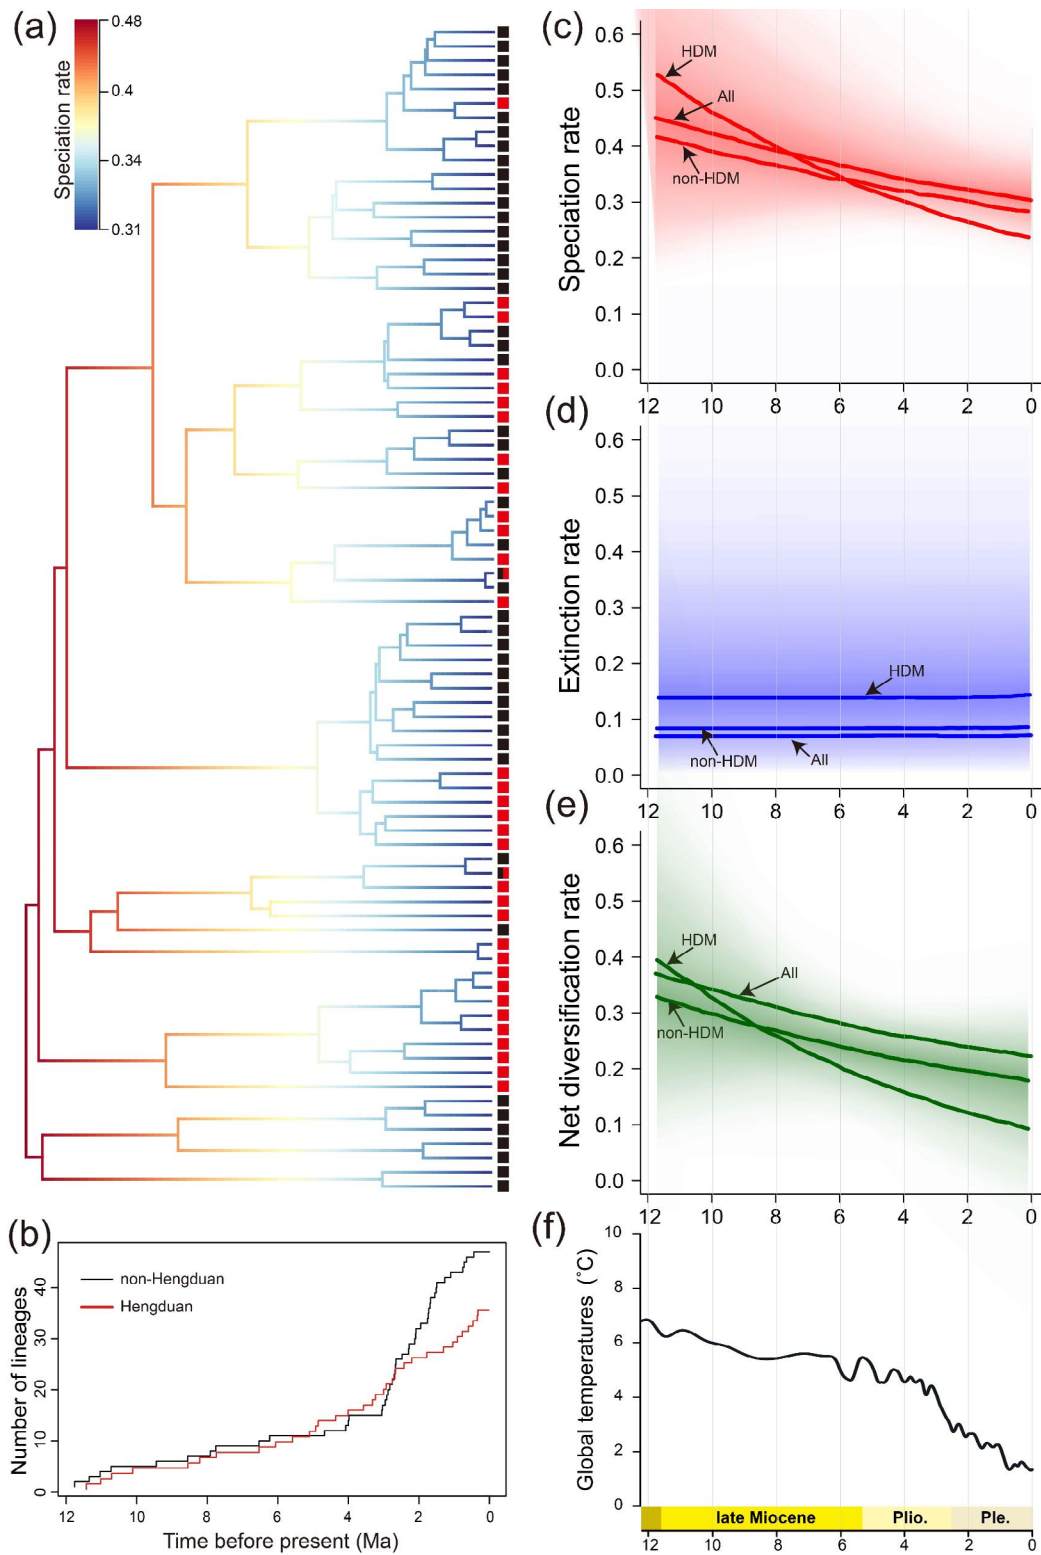 (a)
Speciation rate
0.48
0.4
0.34
0.31
(b)
Number of lineages
40
30
20
10
0
non-Hengduan
Hengduan
12 10 8 6 4 2 0
Time before present (Ma)
(c)
Speciation rate
0.6
0.5
0.4
0.3
0.2
0.1
0.0
HDM
All
non-HDM
12 10 8 6 4 2 0
(d)
Extinction rate
0.6
0.5
0.4
0.3
0.2
0.1
0.0
HDM
non-HDM
All
12 10 8 6 4 2 0
(e)
Net diversification rate
0.6
0.5
0.4
0.3
0.2
0.1
0.0
HDM
All
non-HDM
12 10 8 6 4 2 0
(f)
Global temperatures (˚C)
10
8
6
4
2
0
late Miocene Plio. Ple.
12 10 8 6 4 2 0